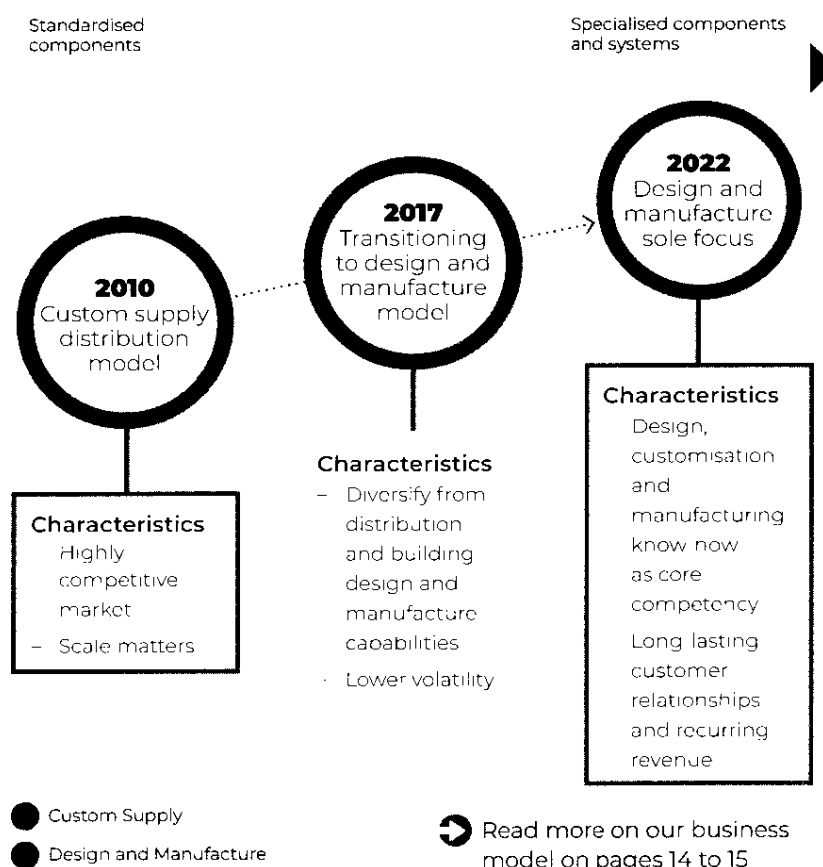 Standardised
components
Specialised components
and systems
2010
Custom supply
distribution
model
2017
Transitioning
to design and
manufacture
model
2022
Design and
manufacture
sole focus
Characteristics
Highly
competitive
market
– Scale matters
Characteristics
– Diversify from
distribution
and building
design and
manufacture
capabilities
· Lower volatility
Characteristics
Design,
customisation
and
manufacturing
know now
as core
competency
Long lasting
customer
relationships
and recurring
revenue
Custom Supply
Design and Manufacture
Read more on our business
model on pages 14 to 15